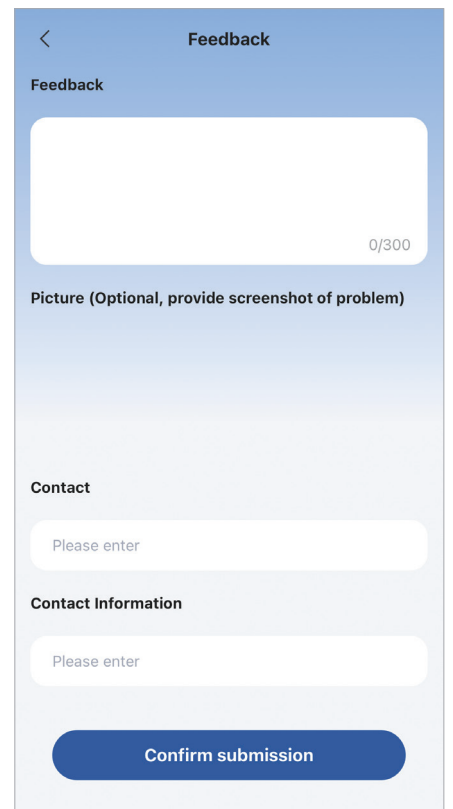 Feedback
Feedback
0/300
Picture (Optional, provide screenshot of problem)
Contact
Please enter
Contact Information
Please enter
Confirm submission